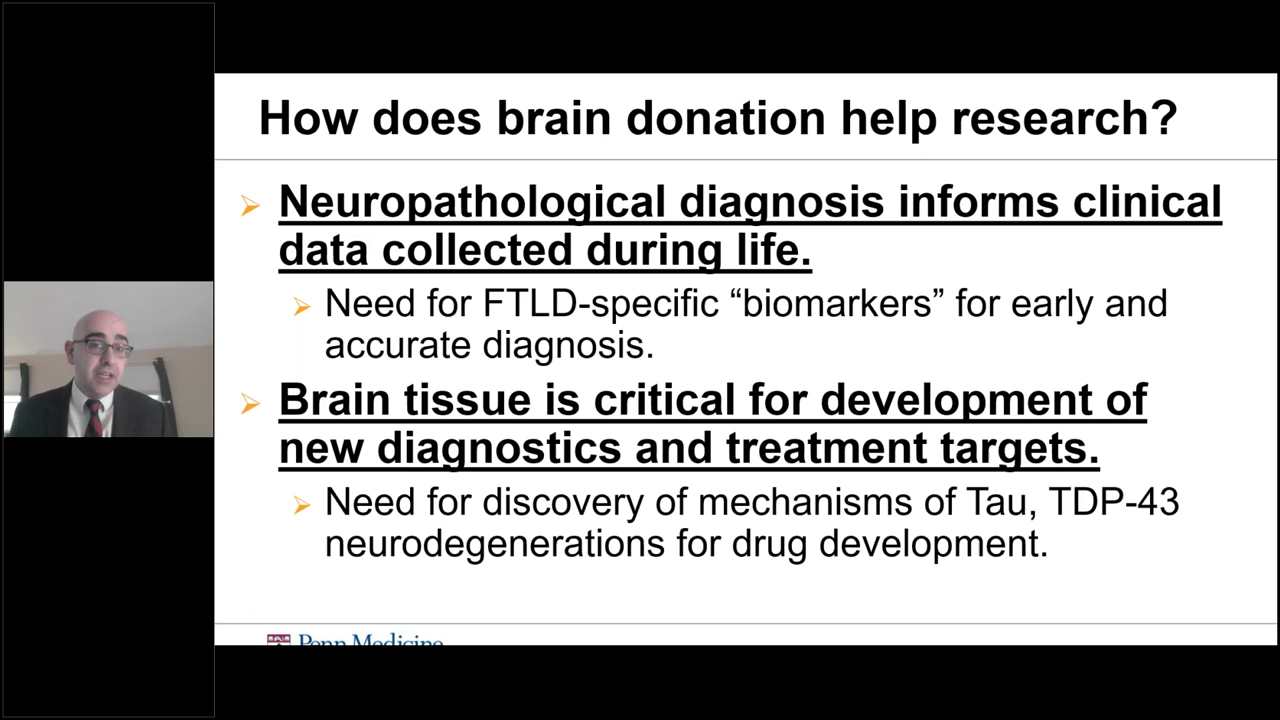 How does brain donation help research?
Neuropathological diagnosis informs clinical
data collected during life.
Need for FTLD-specific “biomarkers” for early and
accurate diagnosis.
Brain tissue is critical for development of
new diagnostics and treatment targets.
Need for discovery of mechanisms of Tau, TDP-43
neurodegenerations for drug development.
Penn Medicine